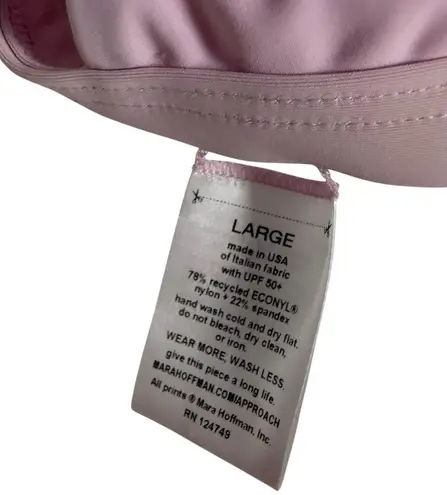 LARGE
made in USA
of Italian fabric
with UPF 50+
78% recycled ECONYL®
nylon + 22% spandex
hand wash cold and dry flat.
do not bleach, dry clean,
or iron.
WEAR MORE, WASH LESS.
give this piece a long life.
MARAHOFFMAN.COM/APPROACH
All prints ® Mara Hoffman, Inc.
RN 124749